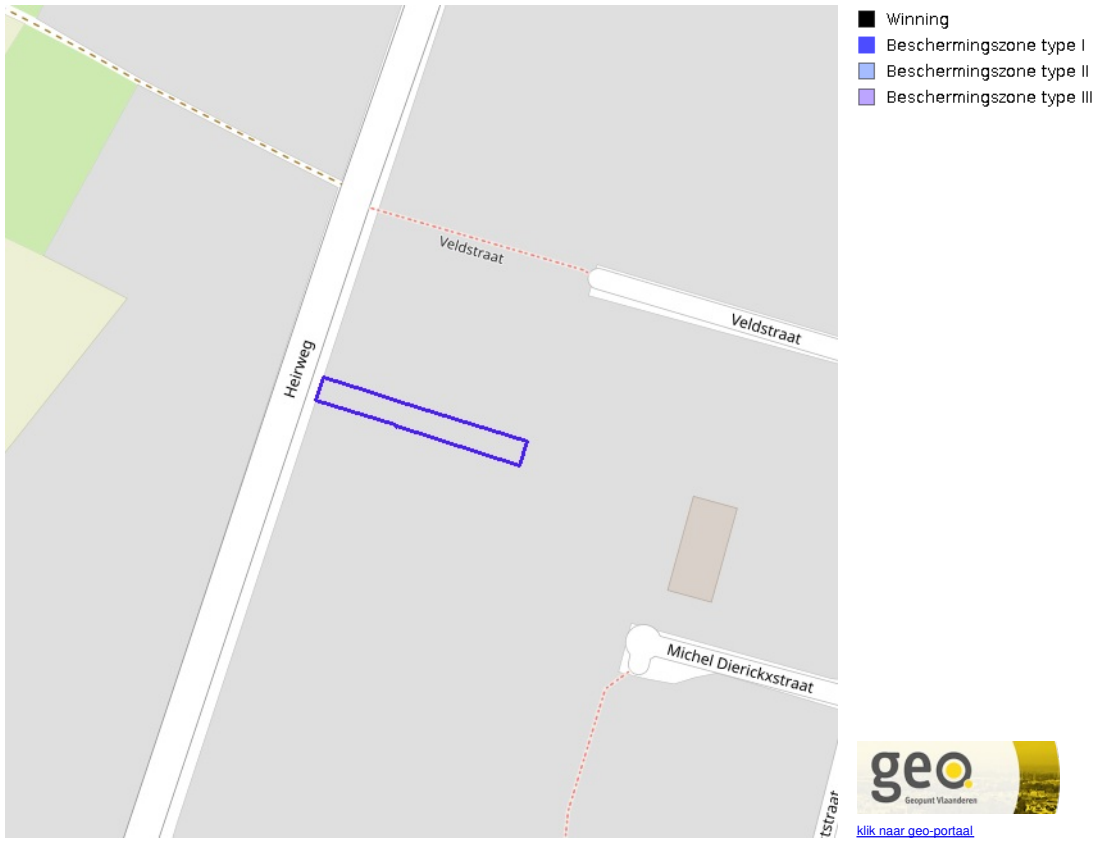 Winning
Beschermingszone type I
Beschermingszone type II
Beschermingszone type III
Veldstraat
Veldstraat
Heirweg
Michel Dierickxstraat
tstraat
geo
Geopunt Vlaanderen
klik naar geo-portaal